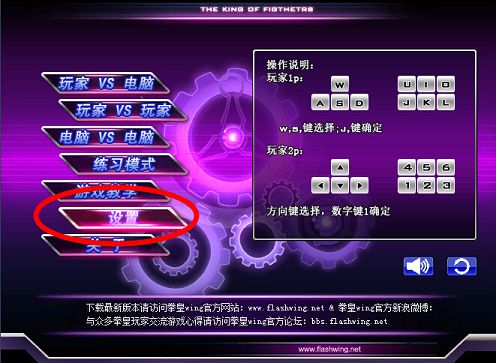 THE KING OF FIGTHETRS
玩家 VS 电脑
玩家 VS 玩家
电脑 VS 电脑
练习模式
游戏教学
设置
关于
操作说明：
玩家1p：
W
A S D
U I O
J K L
w,s,键选择;J,键确定
玩家2p：
4 5 6
1 2 3
方向键选择，数字键1确定
下载最新版本请访问拳皇wing官方网站：www.flashwing.net & 拳皇wing官方新浪微博：
与众多拳皇玩家交流游戏心得请访问拳皇wing官方论坛：bbs.flashwing.net
www.flashwing.net